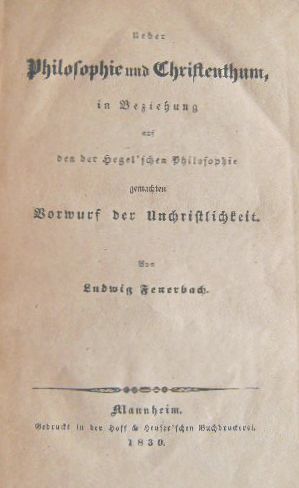 Ueber
Philosophie und Christenthum,
in Beziehung
auf
den der Hegel'schen Philosophie
gemachten
Vorwurf der Unchristlichkeit.
Von
Ludwig Feuerbach.
Mannheim.
Gedruckt in der Hoff & Heuser'schen Buchdruckerei.
1839.